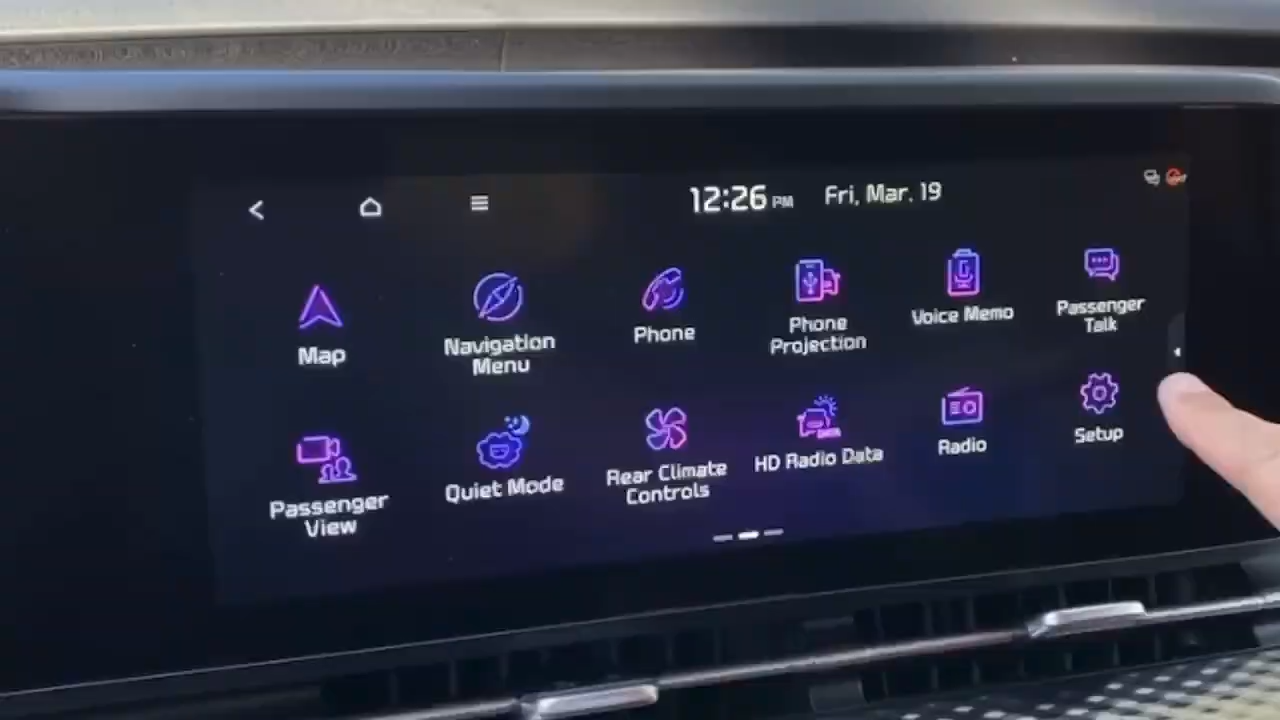 12:26 PM Fri, Mar. 19
Map
Navigation
Menu
Phone
Phone
Projection
Voice Memo
Passenger
Talk
Passenger
View
Quiet Mode
Rear Climate
Controls
HD Radio Data
Radio
Setup